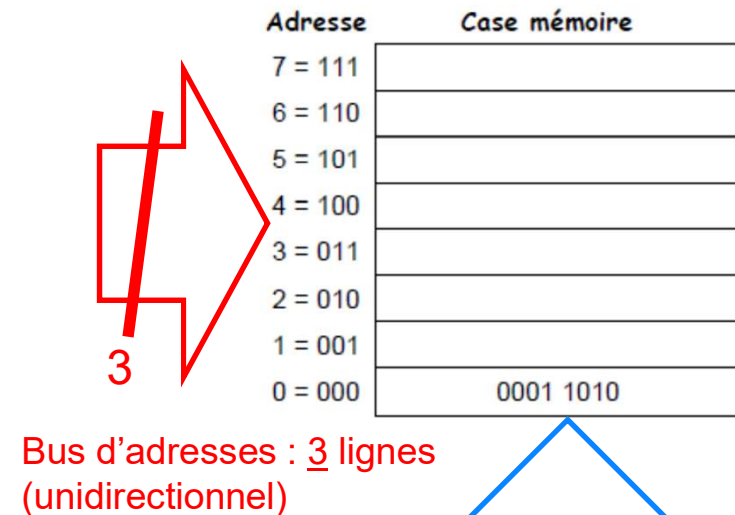 Adresse Case mémoire
7 = 111
6 = 110
5 = 101
4 = 100
3 = 011
2 = 010
1 = 001
3
0 = 000 0001 1010
Bus d’adresses : 3 lignes
(unidirectionnel)